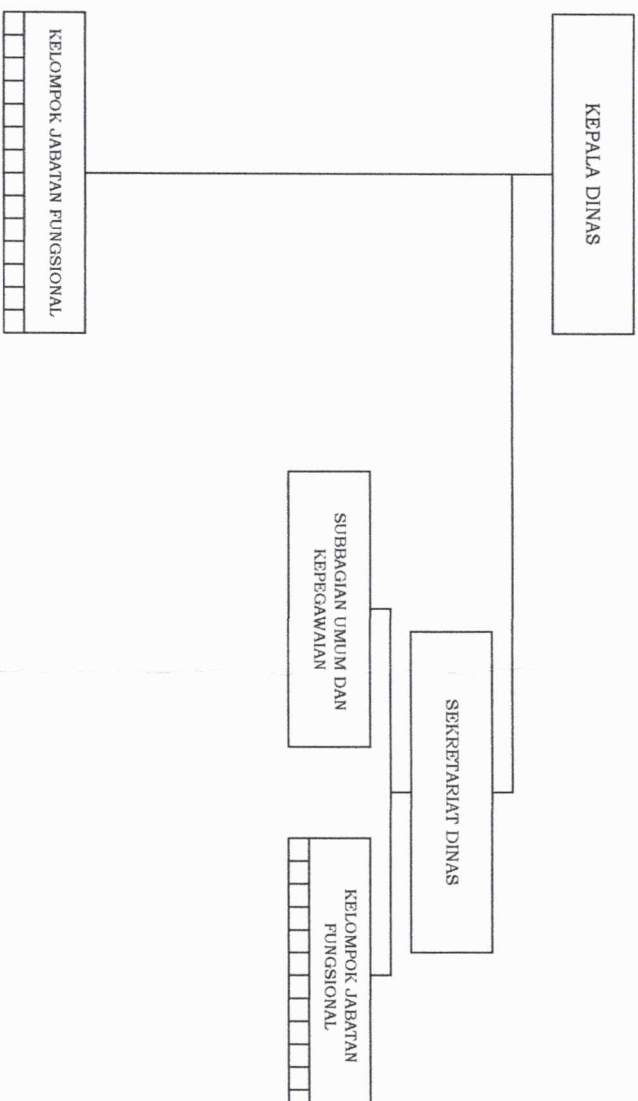 KEPALA DINAS
SEKRETARIAT DINAS
SUBBAGIAN UMUM DAN
KEPEGAWAIAN
KELOMPOK JABATAN
FUNGSIONAL
KELOMPOK JABATAN FUNGSIONAL